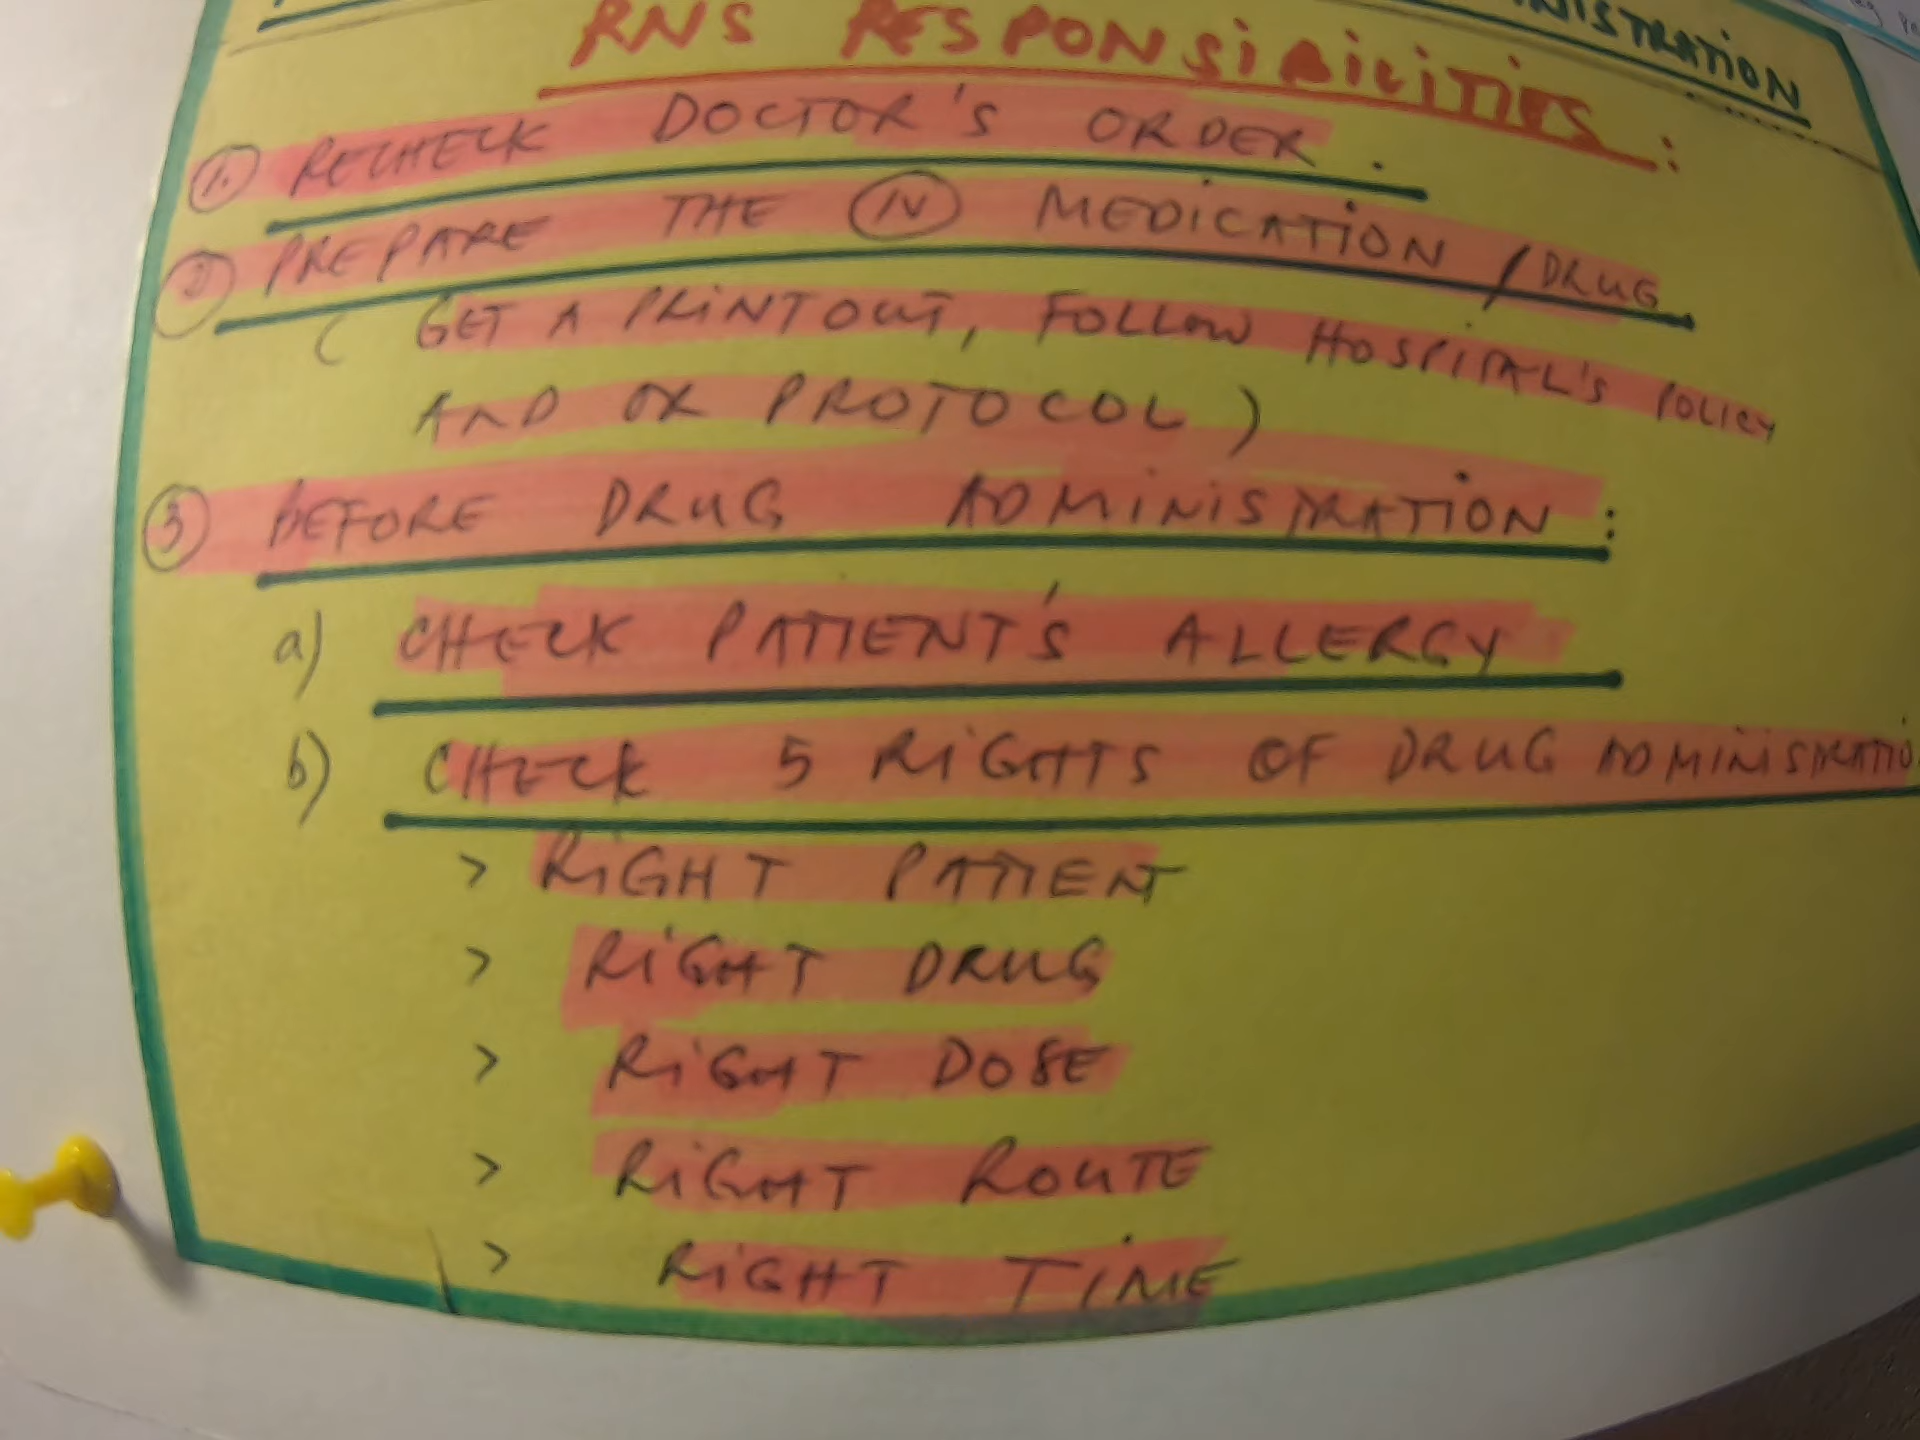 RNS RESPONSIBILITIES:
1. RECHECK DOCTOR'S ORDER.
2 PREPARE THE IV MEDICATION / DRUG
( GET A PRINTOUT, FOLLOW HOSPITAL'S POLICY
AND OR PROTOCOL)
3 BEFORE DRUG ADMINISTRATION:
a) CHECK PATIENT'S ALLERGY
b) CHECK 5 RIGHTS OF DRUG ADMINISTRATIO
> RIGHT PATIENT
> RIGHT DRUG
> RIGHT DOSE
> RIGHT ROUTE
> RIGHT TIME